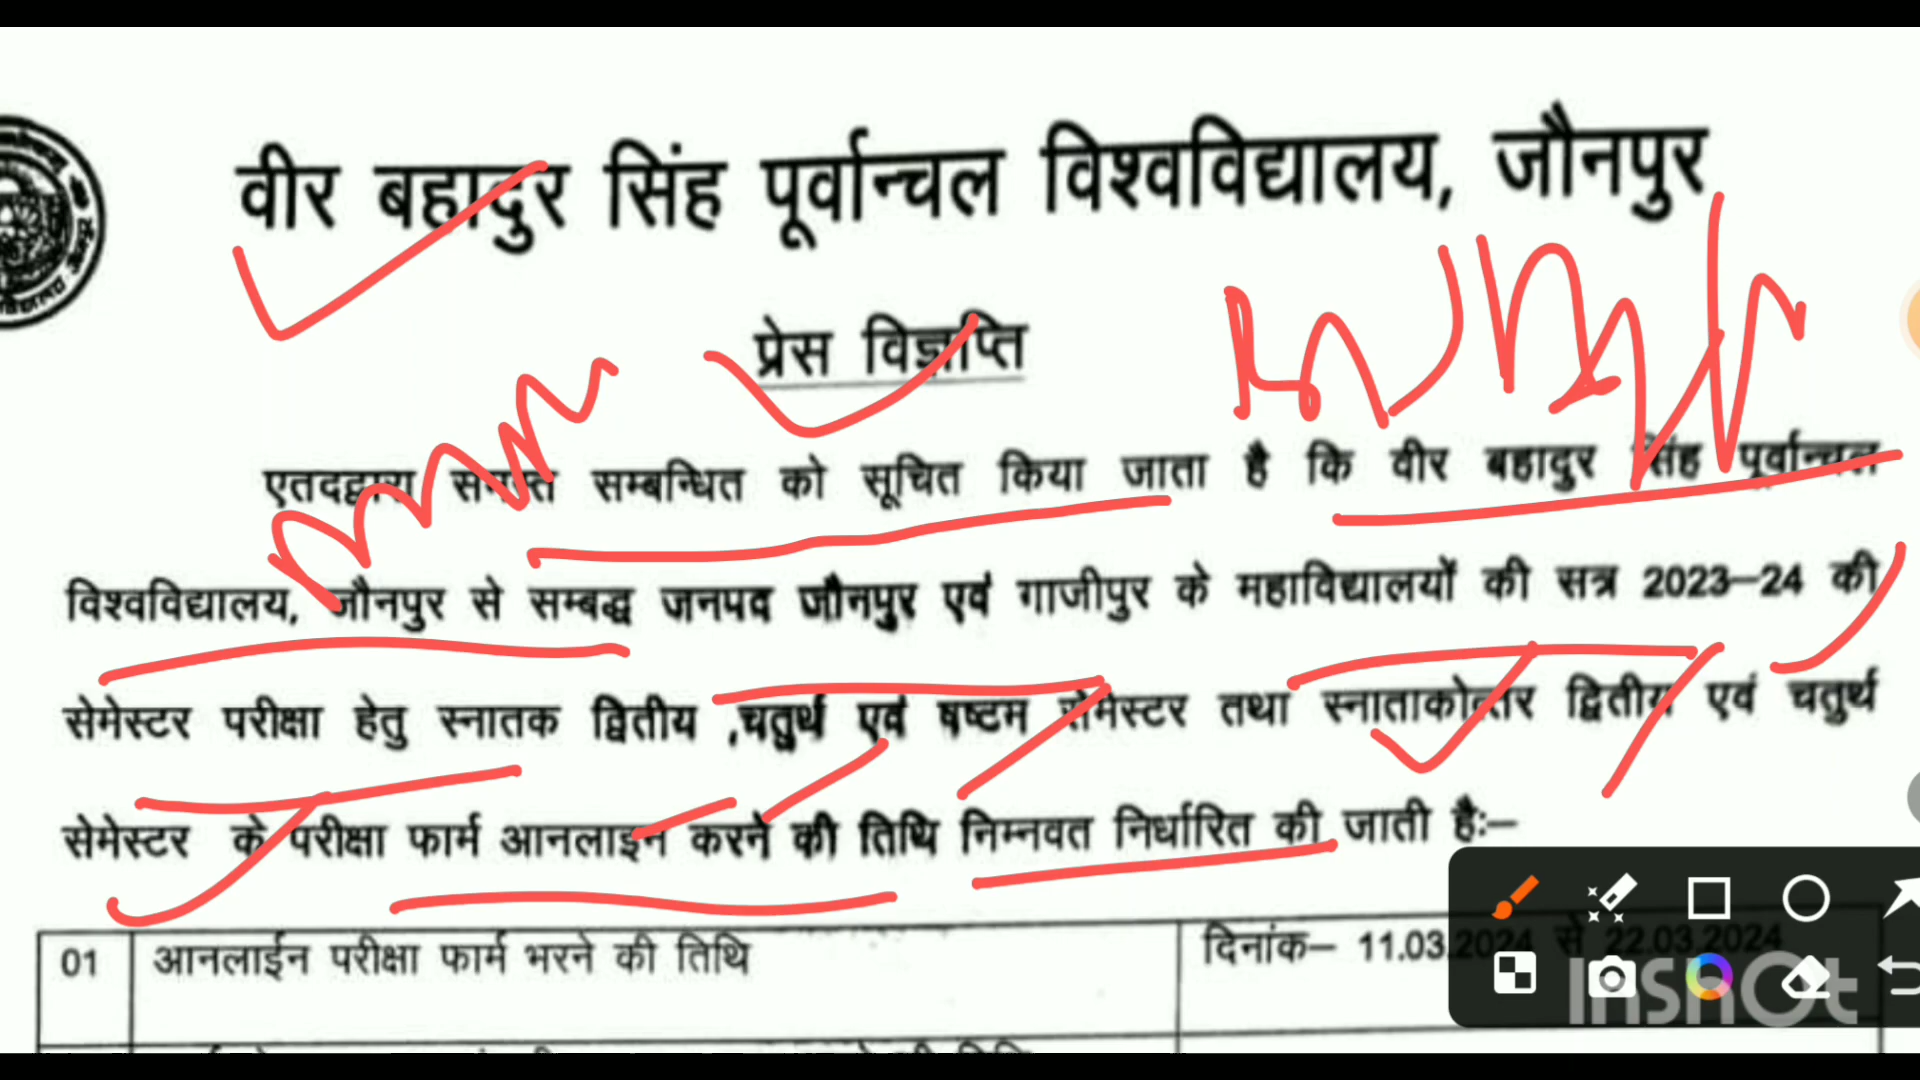 वीर बहादुर सिंह पूर्वान्चल विश्वविद्यालय, जौनपुर
प्रेस विज्ञप्ति
एतदद्वारा समस्त सम्बन्धित को सूचित किया जाता है कि वीर बहादुर सिंह पूर्वान्चल
विश्वविद्यालय, जौनपुर से सम्बद्ध जनपद जौनपुर एवं गाजीपुर के महाविद्यालयों की सत्र 2023–24 की
सेमेस्टर परीक्षा हेतु स्नातक द्वितीय ,चतुर्थ एवं षष्टम सेमेस्टर तथा स्नाताकोत्तर द्वितीय एवं चतुर्थ
सेमेस्टर के परीक्षा फार्म आनलाइन करने की तिथि निम्नवत निर्धारित की जाती है:–
01 आनलाईन परीक्षा फार्म भरने की तिथि दिनांक– 11.03.2024 से 22.03.2024
InShOt